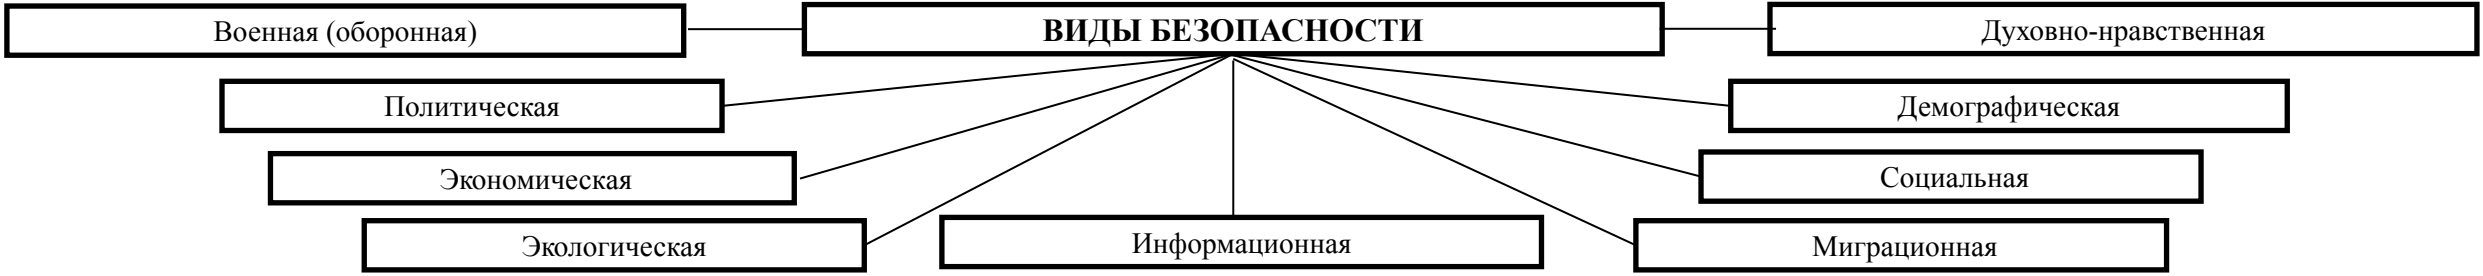 Военная (оборонная)
ВИДЫ БЕЗОПАСНОСТИ
Духовно-нравственная
Политическая
Демографическая
Экономическая
Социальная
Экологическая
Информационная
Миграционная